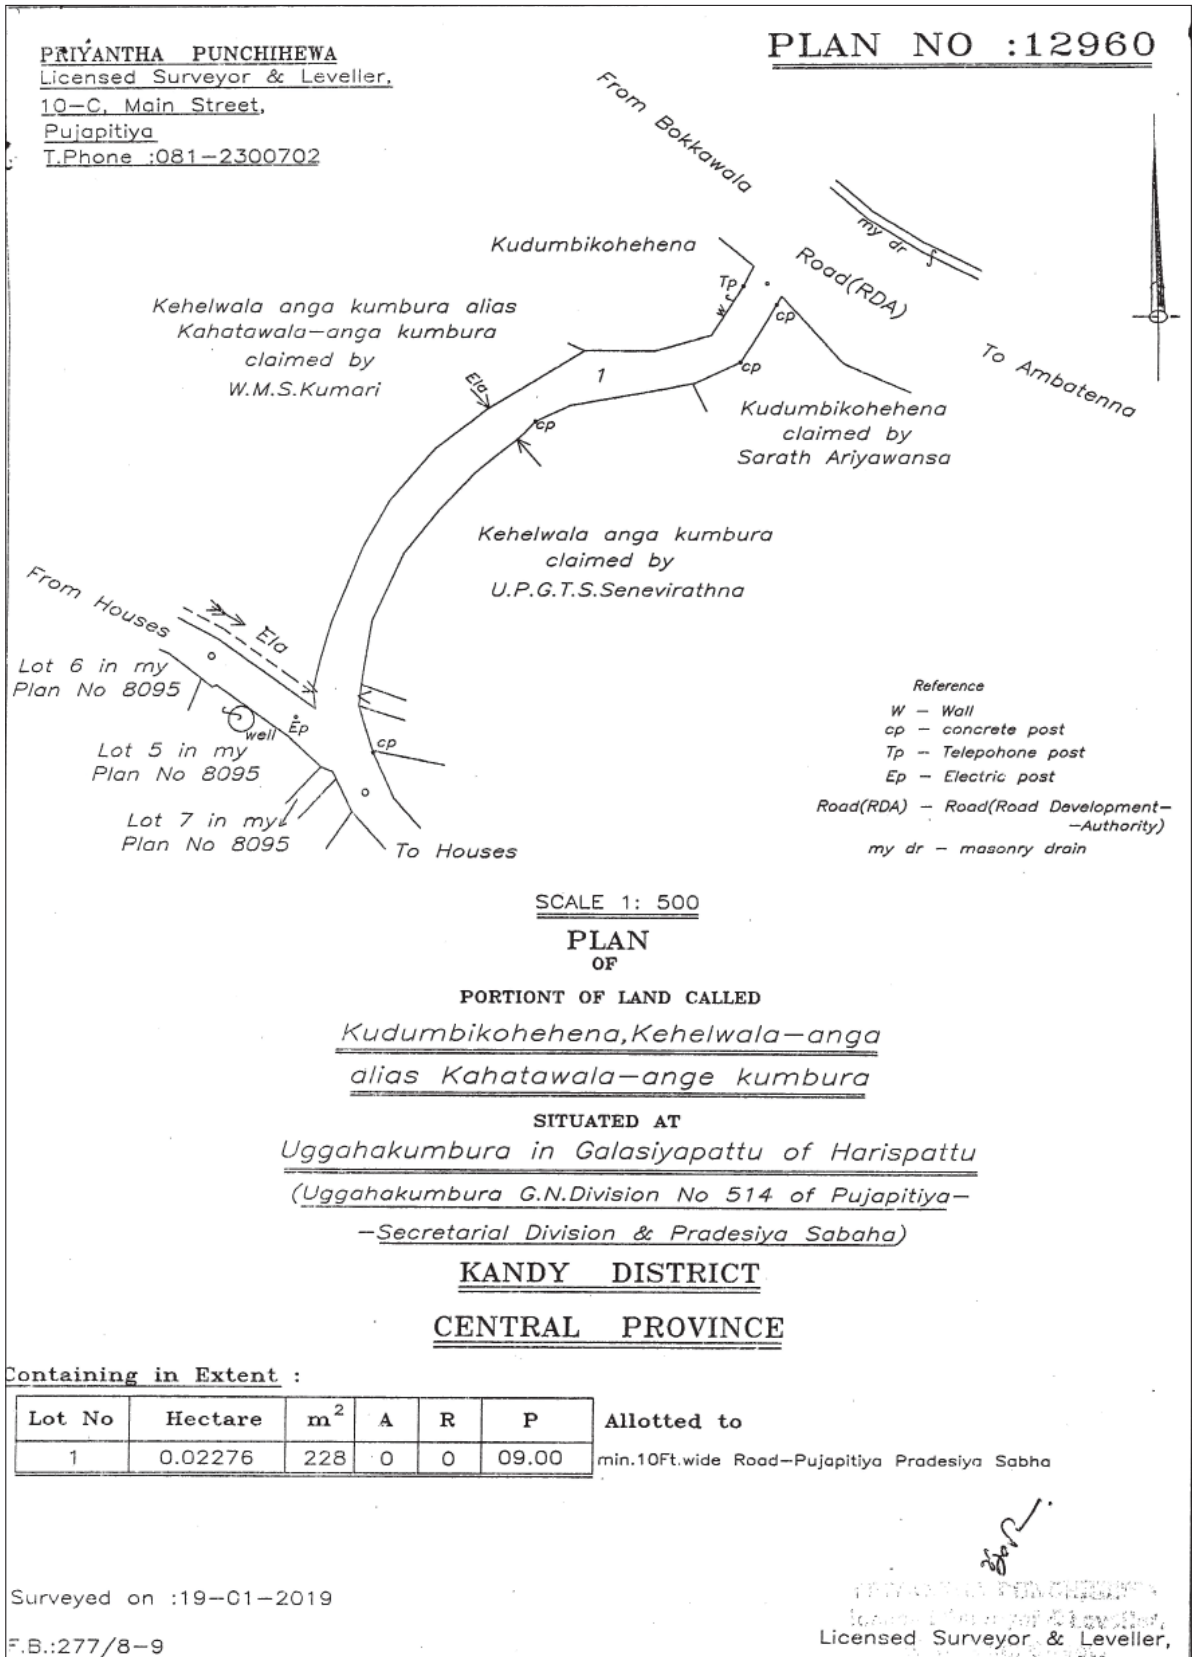 PRIYANTHA PUNCHIHEWA
Licensed Surveyor & Leveller,
10-C, Main Street,
Pujapitiya
T.Phone :081-2300702
PLAN NO :12960
From Bokkawala
my dr
Road(RDA)
To Ambatenna
Kudumbikohehena
Tp
w
cp
cp
Kehelwala anga kumbura alias
Kahatawala-anga kumbura
claimed by
W.M.S.Kumari
Ela
1
cp
Kudumbikohehena
claimed by
Sarath Ariyawansa
Kehelwala anga kumbura
claimed by
U.P.G.T.S.Senevirathna
From Houses
Ela
Lot 6 in my
Plan No 8095
well
Ep
cp
Lot 5 in my
Plan No 8095
Lot 7 in my
Plan No 8095
To Houses
Reference
W - Wall
cp - concrete post
Tp - Telepohone post
Ep - Electric post
Road(RDA) - Road(Road Development-
-Authority)
my dr - masonry drain
SCALE 1: 500
PLAN
OF
PORTIONT OF LAND CALLED
Kudumbikohehena,Kehelwala-anga
alias Kahatawala-ange kumbura
SITUATED AT
Uggahakumbura in Galasiyapattu of Harispattu
(Uggahakumbura G.N.Division No 514 of Pujapitiya-
-Secretarial Division & Pradesiya Sabaha)
KANDY DISTRICT
CENTRAL PROVINCE
Containing in Extent :
Lot No Hectare m² A R P Allotted to
1 0.02276 228 0 0 09.00 min.10Ft.wide Road-Pujapitiya Pradesiya Sabha
Surveyed on :19-01-2019
F.B.:277/8-9
Licensed Surveyor & Leveller,